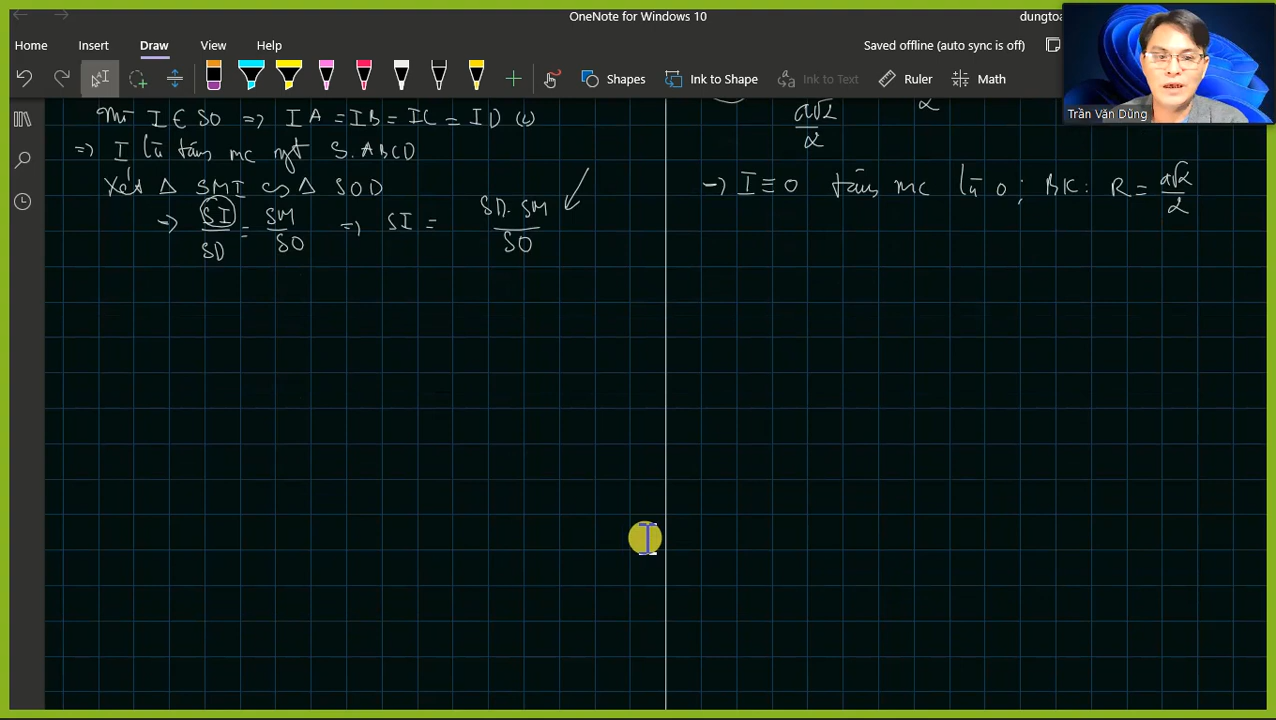 OneNote for Windows 10
dungtoa
Home Insert Draw View Help
Saved offline (auto sync is off)
Shapes Ink to Shape Ink to Text Ruler Math
Trần Văn Dũng
Mà I ∈ SO => IA = IB = IC = ID
=> I là tâm mc ngt S.ABCD
Xét Δ SMI ∽ Δ SOD
=> SI/SD = SM/SO => SI = SD.SM/SO
a√2/2
2
=> I ≡ O tâm mc là O; BK: R = a√2/2